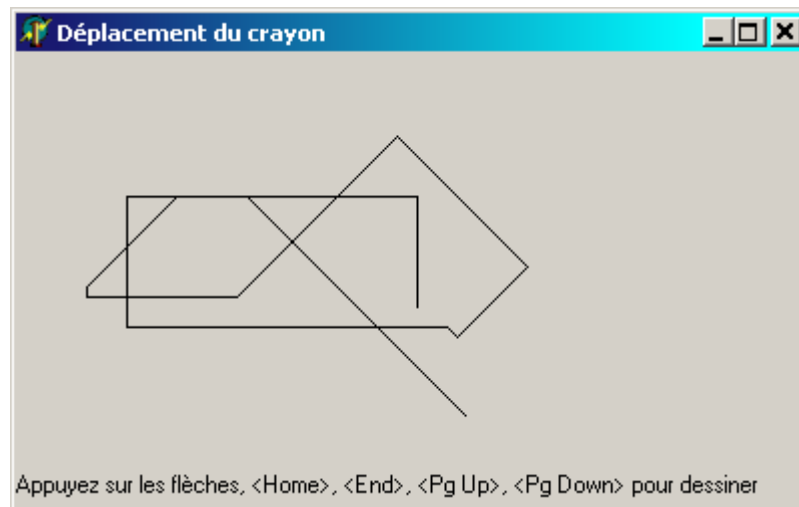 Déplacement du crayon
Appuyez sur les flèches, <Home>, <End>, <Pg Up>, <Pg Down> pour dessiner